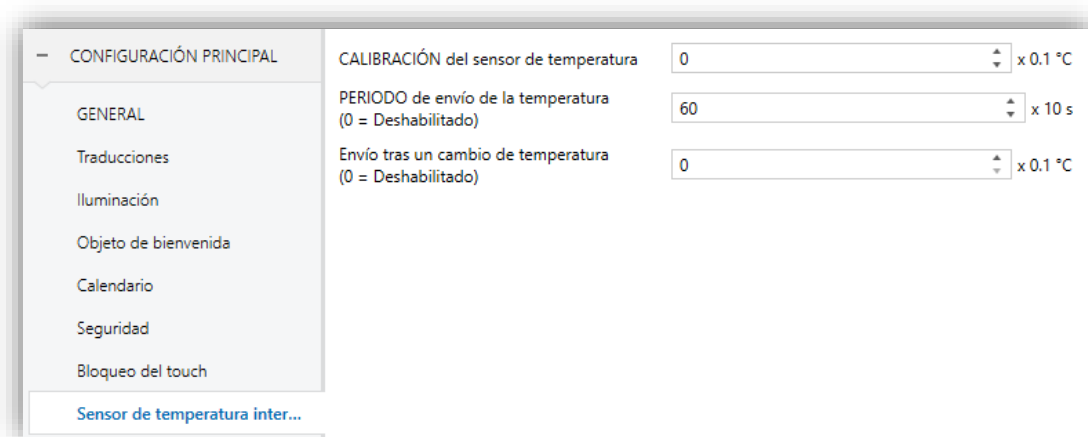 CONFIGURACIÓN PRINCIPAL
GENERAL
Traducciones
Iluminación
Objeto de bienvenida
Calendario
Seguridad
Bloqueo del touch
Sensor de temperatura inter...
CALIBRACIÓN del sensor de temperatura 0 x 0.1 °C
PERIODO de envío de la temperatura
(0 = Deshabilitado) 60 x 10 s
Envío tras un cambio de temperatura
(0 = Deshabilitado) 0 x 0.1 °C